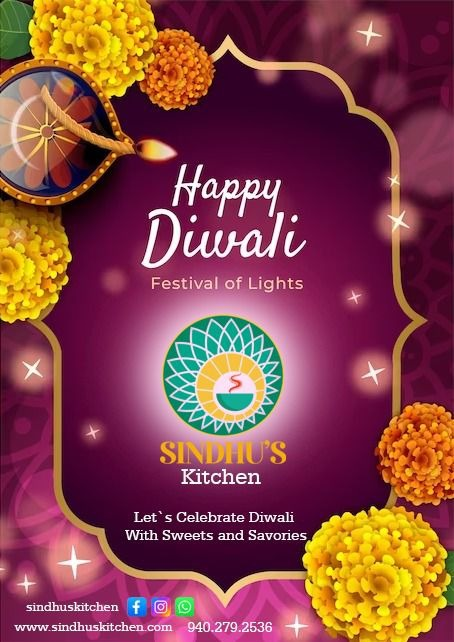 Happy
Diwali
Festival of Lights
SINDHU'S
Kitchen
Let`s Celebrate Diwali
With Sweets and Savories
sindhuskitchen
www.sindhuskitchen.com 940.279.2536